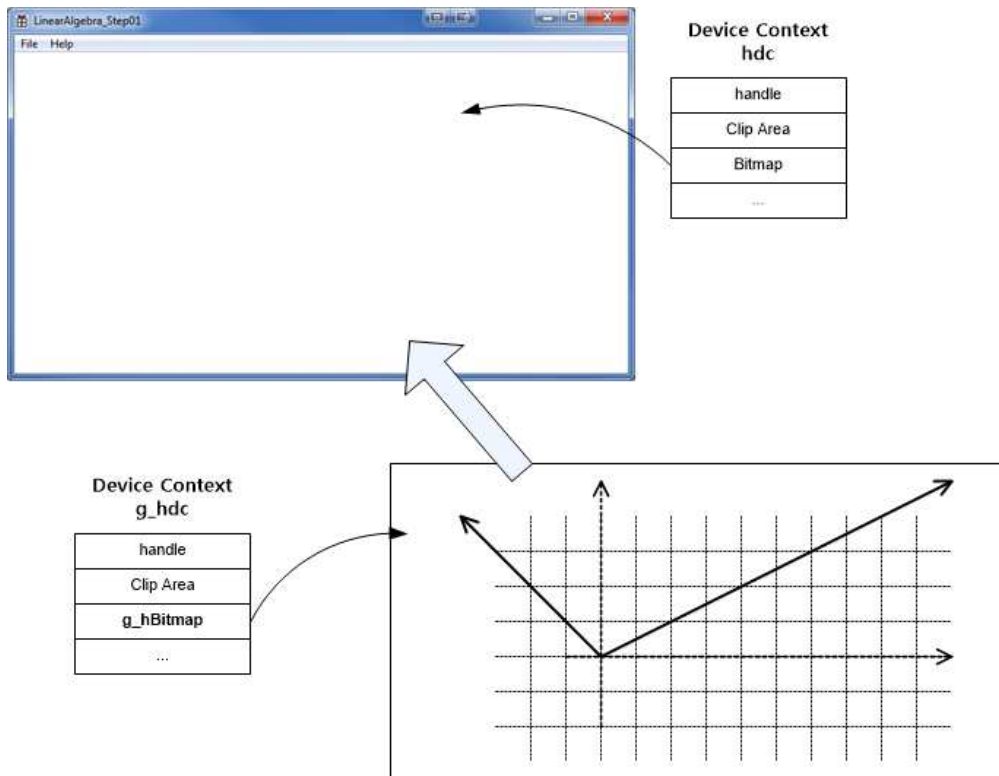 LinearAlgebra_Step01
File Help
Device Context
hdc
handle
Clip Area
Bitmap
...
Device Context
g_hdc
handle
Clip Area
g_hBitmap
...